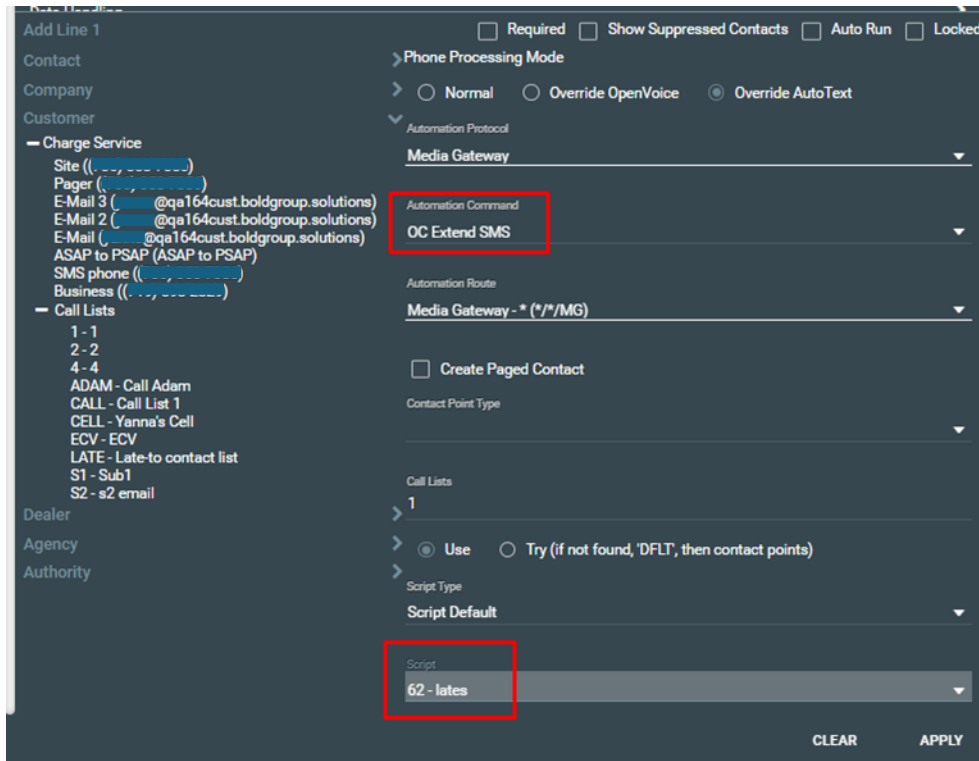 Data Handling
Add Line 1
Required Show Suppressed Contacts Auto Run Locked
Contact
Phone Processing Mode
Company
Normal Override OpenVoice Override AutoText
Customer
Charge Service
Site ((
Pager (
E-Mail 3 ( @qa164cust.boldgroup.solutions)
E-Mail 2 ( @qa164cust.boldgroup.solutions)
E-Mail ( @qa164cust.boldgroup.solutions)
ASAP to PSAP (ASAP to PSAP)
SMS phone ((
Business ((
Call Lists
1 - 1
2 - 2
4 - 4
ADAM - Call Adam
CALL - Call List 1
CELL - Yanna's Cell
ECV - ECV
LATE - Late-to contact list
S1 - Sub1
S2 - s2 email
Dealer
Agency
Authority
Automation Protocol
Media Gateway
Automation Command
OC Extend SMS
Automation Route
Media Gateway - * (*/*/MG)
Create Paged Contact
Contact Point Type
Call Lists
1
Use Try (if not found, 'DFLT', then contact points)
Script Type
Script Default
Script
62 - lates
CLEAR APPLY